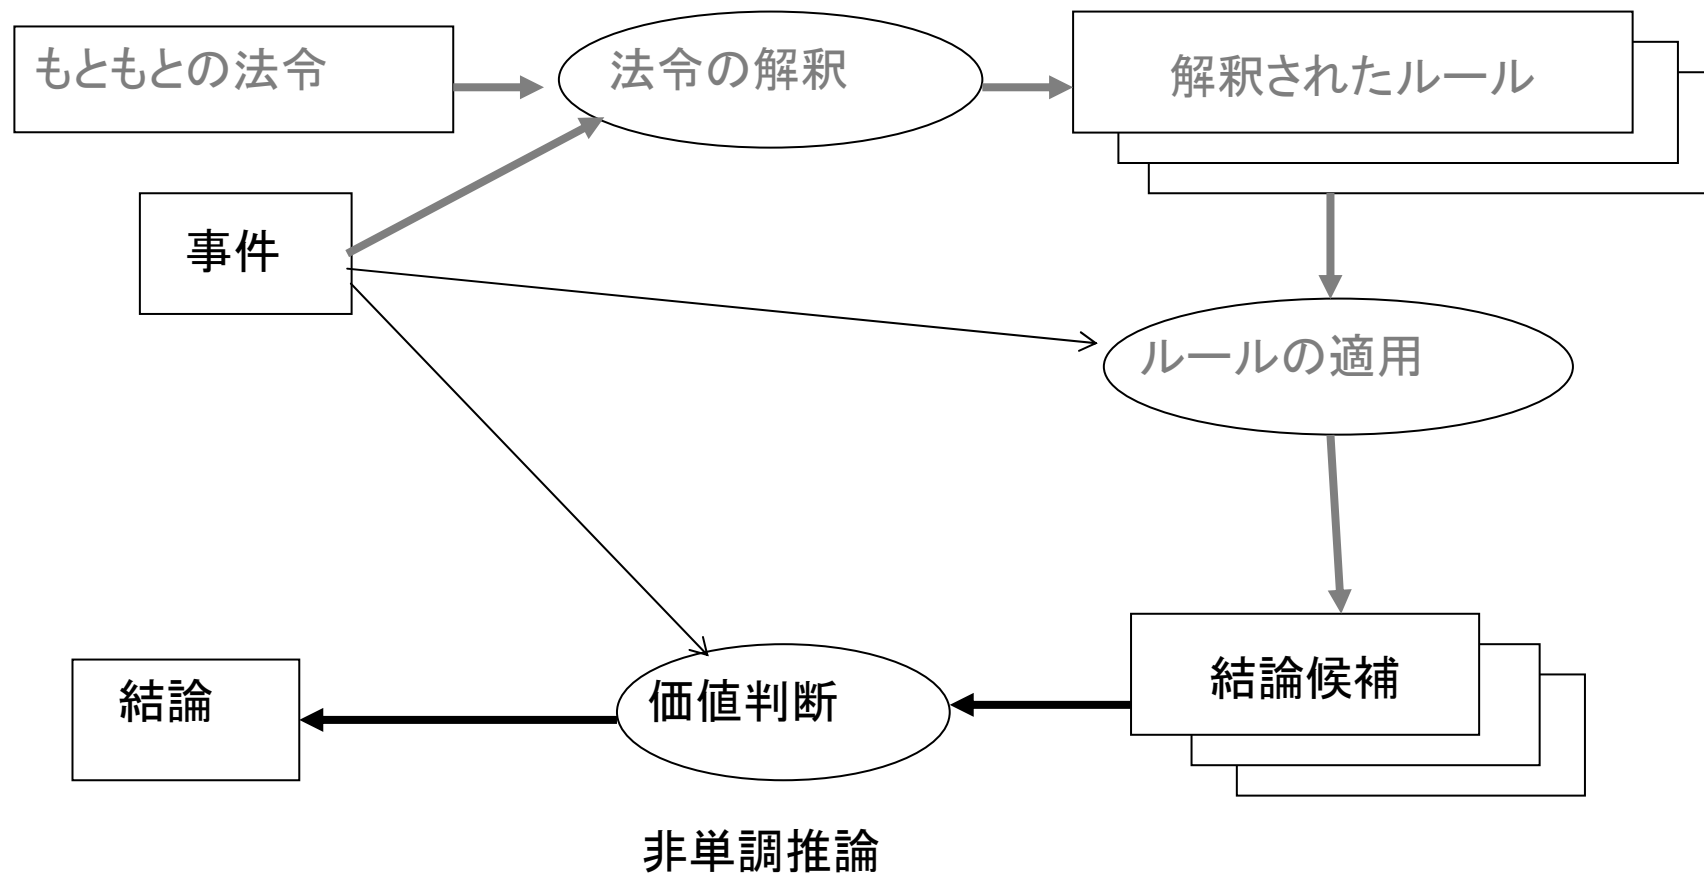 もともとの法令
法令の解釈
解釈されたルール
事件
ルールの適用
結論
価値判断
結論候補
非単調推論